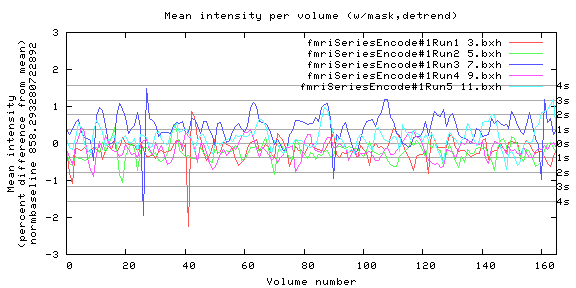 Mean intensity per volume (w/mask,detrend)
3
fmriSeriesEncode#1Run1 3.bxh
fmriSeriesEncode#1Run2 5.bxh
2
fmriSeriesEncode#1Run3 7.bxh
fmriSeriesEncode#1Run4 9.bxh
fmriSeriesEncode#1Run5 11.bxh
4s
3s
1
2s
1s
0
0s
1s
-1
2s
3s
-2
4s
-3
0
20
40
60
80
100
120
140
160
Volume number
Mean intensity
(percent difference from mean)
normbaseline 858.293280722892